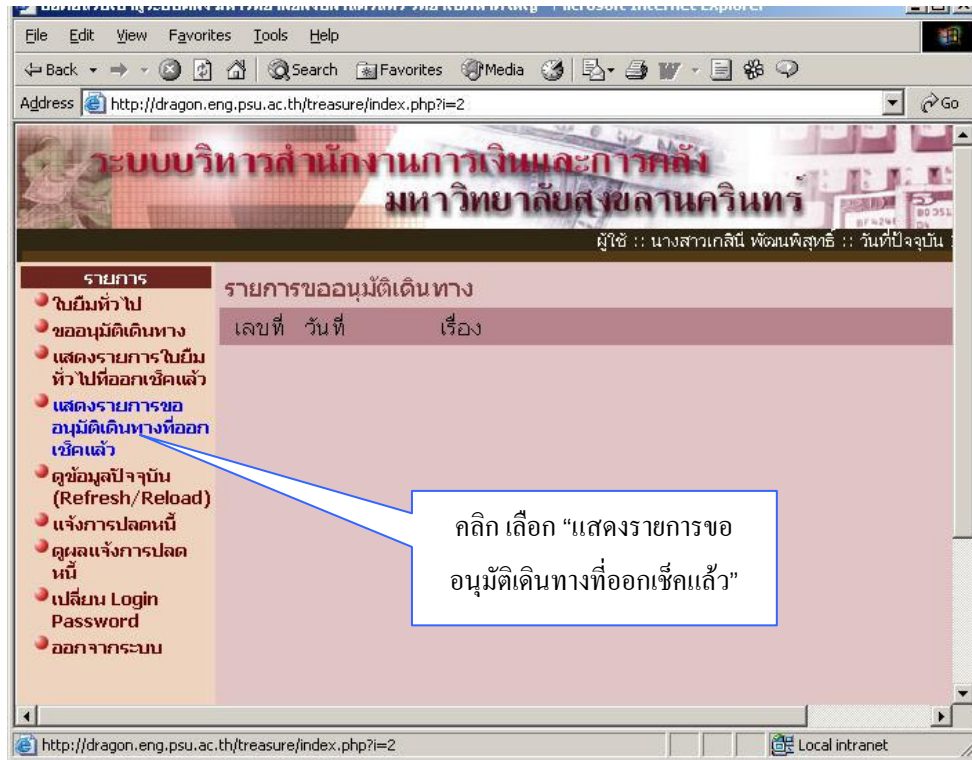 File Edit View Favorites Tools Help
Back Search Favorites Media
Address http://dragon.eng.psu.ac.th/treasure/index.php?i=2 Go
ระบบบริหารสำนักงานการเงินและการคลัง
มหาวิทยาลัยสงขลานครินทร์
ผู้ใช้ :: นางสาวเกสินี พัฒนพิสุทธิ์ :: วันที่ปัจจุบัน :
รายการ
ใบยืมทั่วไป
ขออนุมัติเดินทาง
แสดงรายการใบยืม
ทั่วไปที่ออกเช็คแล้ว
แสดงรายการขอ
อนุมัติเดินทางที่ออก
เช็คแล้ว
ดูข้อมูลปัจจุบัน
(Refresh/Reload)
แจ้งการปลดหนี้
ดูผลแจ้งการปลด
หนี้
เปลี่ยน Login
Password
ออกจากระบบ
รายการขออนุมัติเดินทาง
เลขที่ วันที่ เรื่อง
คลิก เลือก “แสดงรายการขอ
อนุมัติเดินทางที่ออกเช็คแล้ว”
http://dragon.eng.psu.ac.th/treasure/index.php?i=2 Local intranet